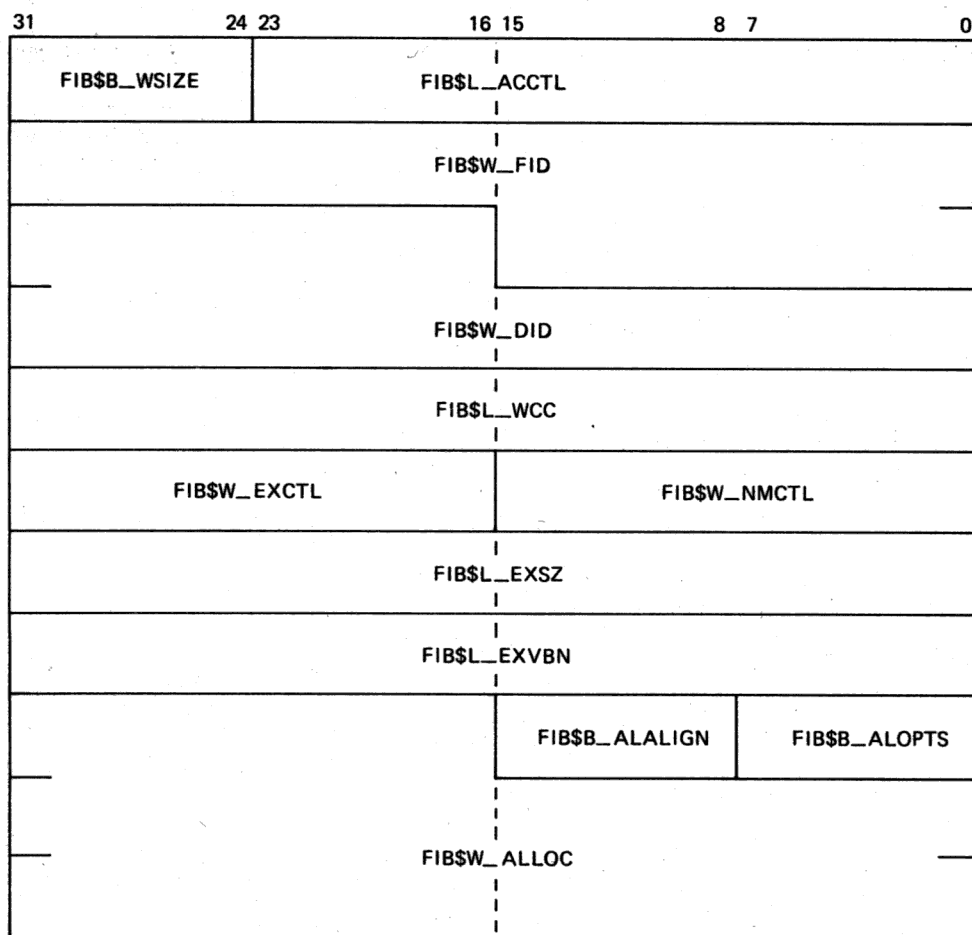 31 24 23 16 15 8 7 0
FIB$B_WSIZE FIB$L_ACCTL
FIB$W_FID
FIB$W_DID
FIB$L_WCC
FIB$W_EXCTL FIB$W_NMCTL
FIB$L_EXSZ
FIB$L_EXVBN
FIB$B_ALALIGN FIB$B_ALOPTS
FIB$W_ALLOC